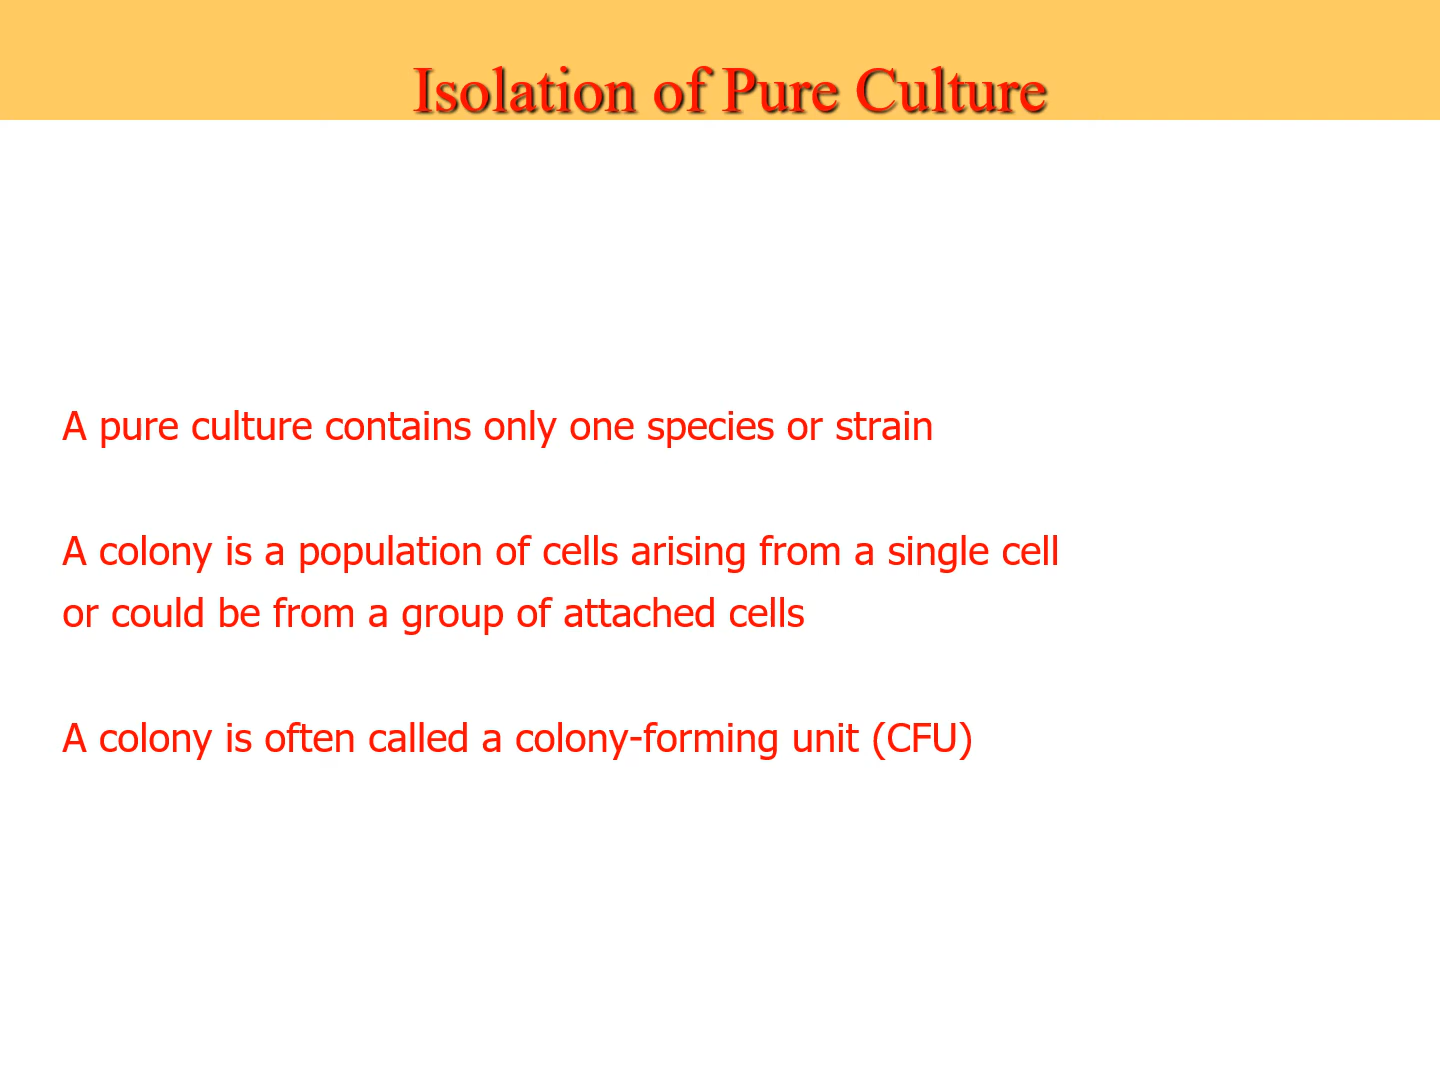 Isolation of Pure Culture
A pure culture contains only one species or strain
A colony is a population of cells arising from a single cell
or could be from a group of attached cells
A colony is often called a colony-forming unit (CFU)